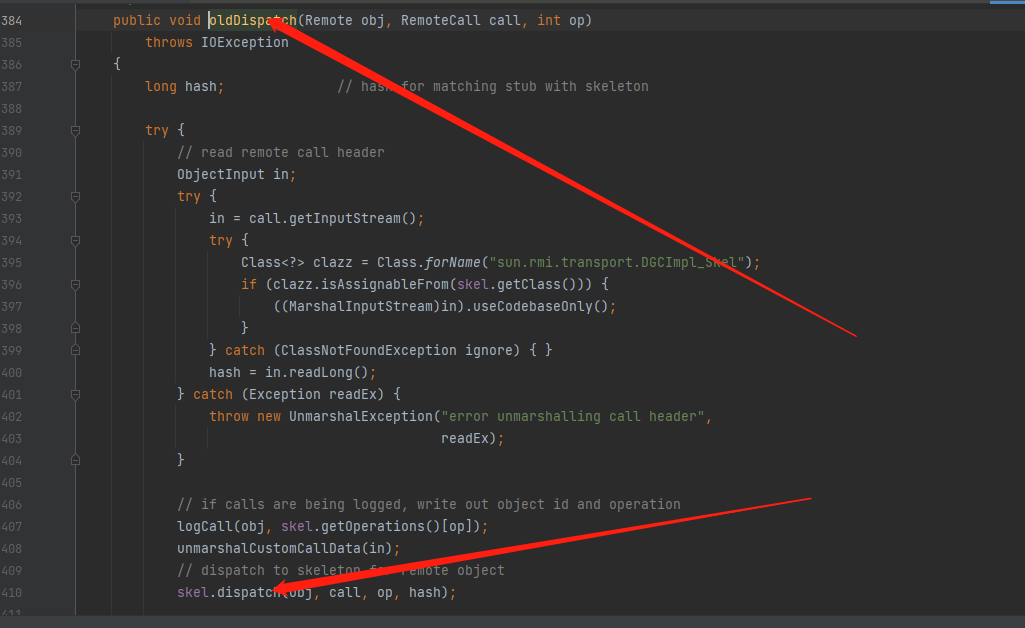 384 public void oldDispatch(Remote obj, RemoteCall call, int op)
385 throws IOException
386 {
387 long hash; // hash for matching stub with skeleton
388
389 try {
390 // read remote call header
391 ObjectInput in;
392 try {
393 in = call.getInputStream();
394 try {
395 Class<?> clazz = Class.forName("sun.rmi.transport.DGCImpl_Skel");
396 if (clazz.isAssignableFrom(skel.getClass())) {
397 ((MarshalInputStream)in).useCodebaseOnly();
398 }
399 } catch (ClassNotFoundException ignore) { }
400 hash = in.readLong();
401 } catch (Exception readEx) {
402 throw new UnmarshalException("error unmarshalling call header",
403 readEx);
404 }
405
406 // if calls are being logged, write out object id and operation
407 logCall(obj, skel.getOperations()[op]);
408 unmarshalCustomCallData(in);
409 // dispatch to skeleton for remote object
410 skel.dispatch(obj, call, op, hash);
411